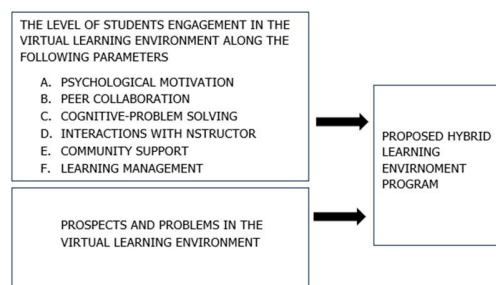 THE LEVEL OF STUDENTS ENGAGEMENT IN THE
VIRTUAL LEARNING ENVIRONMENT ALONG THE
FOLLOWING PARAMETERS
A. PSYCHOLOGICAL MOTIVATION
B. PEER COLLABORATION
C. COGNITIVE-PROBLEM SOLVING
D. INTERACTIONS WITH NSTRUCTOR
E. COMMUNITY SUPPORT
F. LEARNING MANAGEMENT
PROSPECTS AND PROBLEMS IN THE
VIRTUAL LEARNING ENVIRONMENT
PROPOSED HYBRID
LEARNING
ENVIRNOMENT
PROGRAM